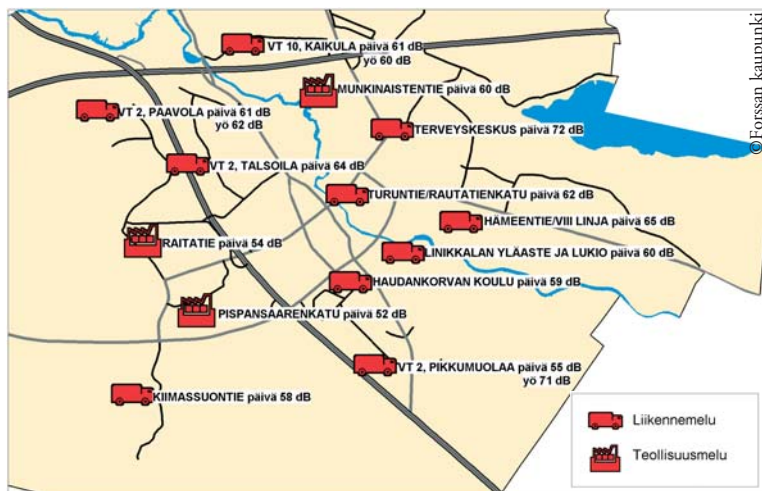 VT 10, KAIKULA päivä 61 dB
yö 60 dB
MUNKINAISTENTIE päivä 60 dB
VT 2, PAAVOLA päivä 61 dB
yö 62 dB
TERVEYSKESKUS päivä 72 dB
VT 2, TALSOILA päivä 64 dB
TURUNTIE/RAUTATIENKATU päivä 62 dB
HÄMEENTIE/VIII LINJA päivä 65 dB
RAITATIE päivä 54 dB
LINIKKALAN YLÄASTE JA LUKIO päivä 60 dB
HAUDANKORVAN KOULU päivä 59 dB
PISPANSAARENKATU päivä 52 dB
VT 2, PIKKUMUOLAA päivä 55 dB
yö 71 dB
KIIMASSUONTIE päivä 58 dB
Liikennemelu
Teollisuusmelu
©Forssan kaupunki